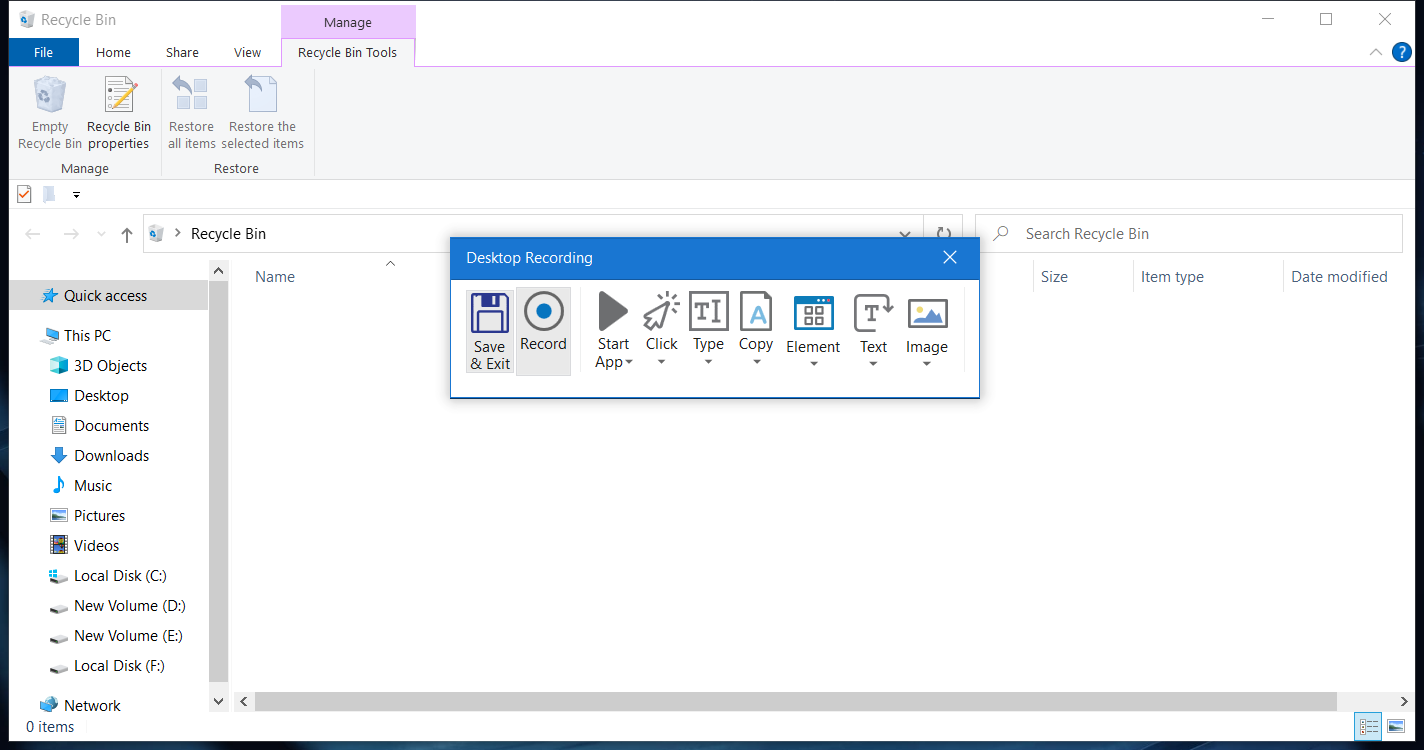 Recycle Bin
Manage
File
Home
Share
View
Recycle Bin Tools
?
Empty
Recycle Bin
Recycle Bin
properties
Restore
all items
Restore the
selected items
Manage
Restore
Recycle Bin
Search Recycle Bin
Name
Size
Item type
Date modified
Quick access
This PC
3D Objects
Desktop
Documents
Downloads
Music
Pictures
Videos
Local Disk (C:)
New Volume (D:)
New Volume (E:)
Local Disk (F:)
Network
0 items
Desktop Recording
Save
& Exit
Record
Start
App
Click
TI
Type
A
Copy
Element
T
Text
Image